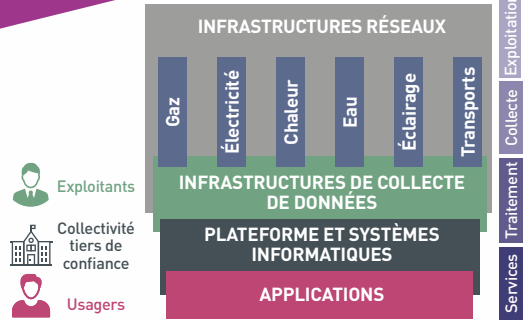 INFRASTRUCTURES RÉSEAUX
Gaz
Électricité
Chaleur
Eau
Éclairage
Transports
Exploitants
INFRASTRUCTURES DE COLLECTE
DE DONNÉES
Collectivité
tiers de
confiance
PLATEFORME ET SYSTÈMES
INFORMATIQUES
Usagers
APPLICATIONS
Exploitation
Collecte
Traitement
Services